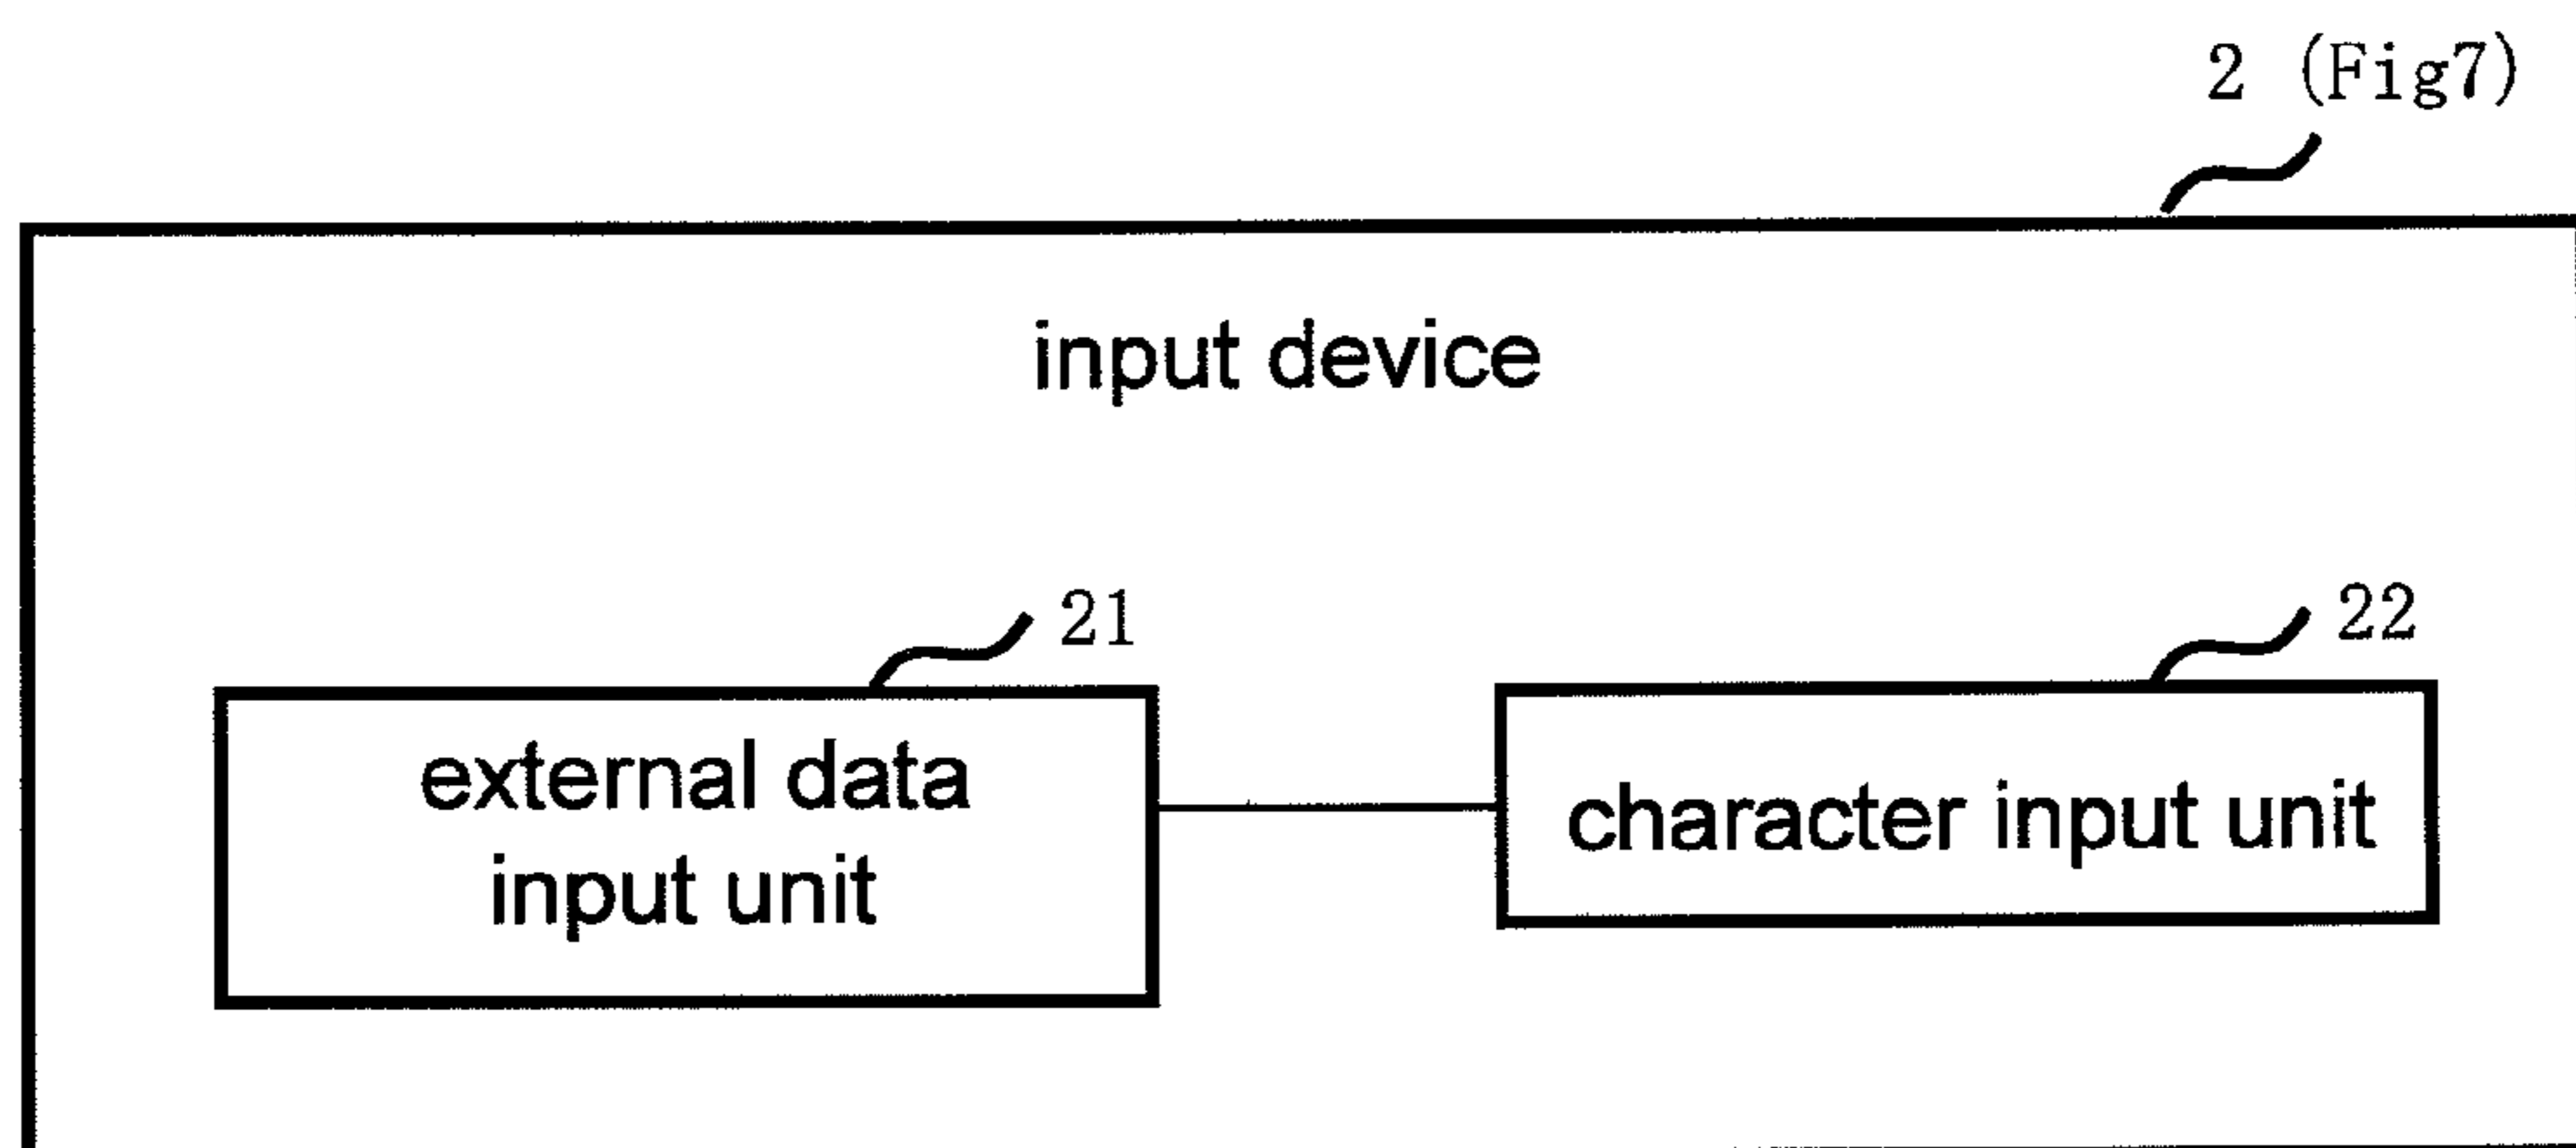 2 (Fig7)
input device
21
22
external data
input unit
character input unit